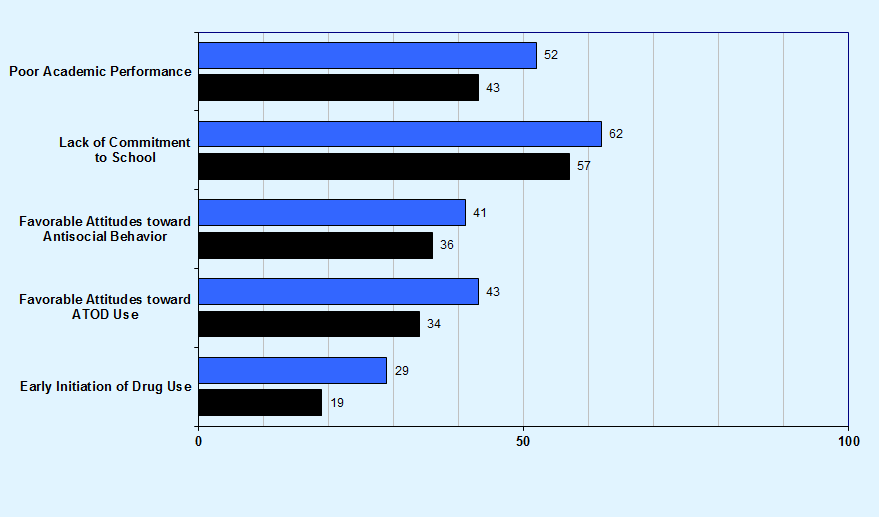 Poor Academic Performance
52
43
Lack of Commitment
to School
62
57
Favorable Attitudes toward
Antisocial Behavior
41
36
Favorable Attitudes toward
ATOD Use
43
34
Early Initiation of Drug Use
29
19
0 50 100